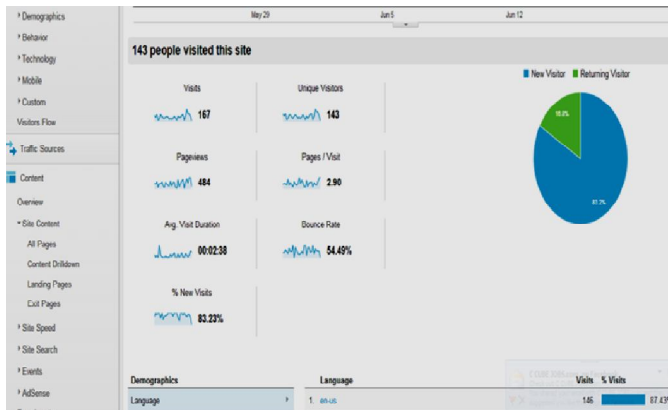 Demographics
Behavior
Technology
Mobile
Custom
Visitors Flow
Traffic Sources
Content
Overview
Site Content
All Pages
Content Drilldown
Landing Pages
Exit Pages
Site Speed
Site Search
Events
AdSense
May 29 Jun 5 Jun 12
143 people visited this site
New Visitor Returning Visitor
Visits
167
Unique Visitors
143
Pageviews
484
Pages / Visit
2.90
Avg. Visit Duration
00:02:38
Bounce Rate
54.49%
% New Visits
83.23%
Demographics
Language
Language Visits % Visits
1. en-us 146 87.43%